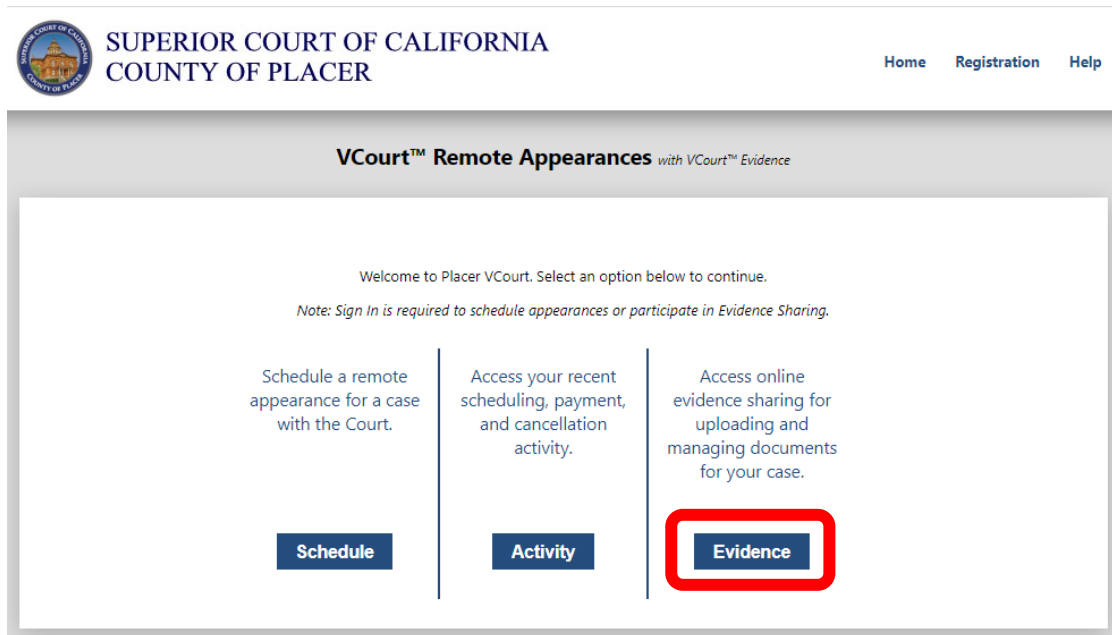 SUPERIOR COURT OF CALIFORNIA
COUNTY OF PLACER
Home Registration Help
VCourt™ Remote Appearances with VCourt™ Evidence
Welcome to Placer VCourt. Select an option below to continue.
Note: Sign In is required to schedule appearances or participate in Evidence Sharing.
Schedule a remote
appearance for a case
with the Court.
Schedule
Access your recent
scheduling, payment,
and cancellation
activity.
Activity
Access online
evidence sharing for
uploading and
managing documents
for your case.
Evidence